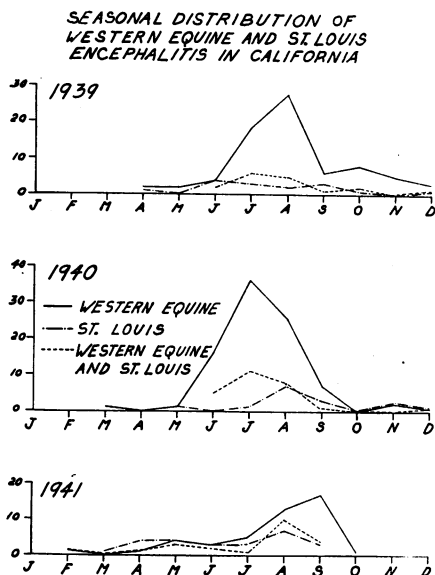 SEASONAL DISTRIBUTION OF
WESTERN EQUINE AND ST. LOUIS
ENCEPHALITIS IN CALIFORNIA
30
1939
20
10
0
J F M A M J J A S O N D
40
1940
30
WESTERN EQUINE
20
ST. LOUIS
WESTERN EQUINE
AND ST. LOUIS
10
0
J F M A M J J A S O N D
20
1941
10
0
J F M A M J J A S O N D